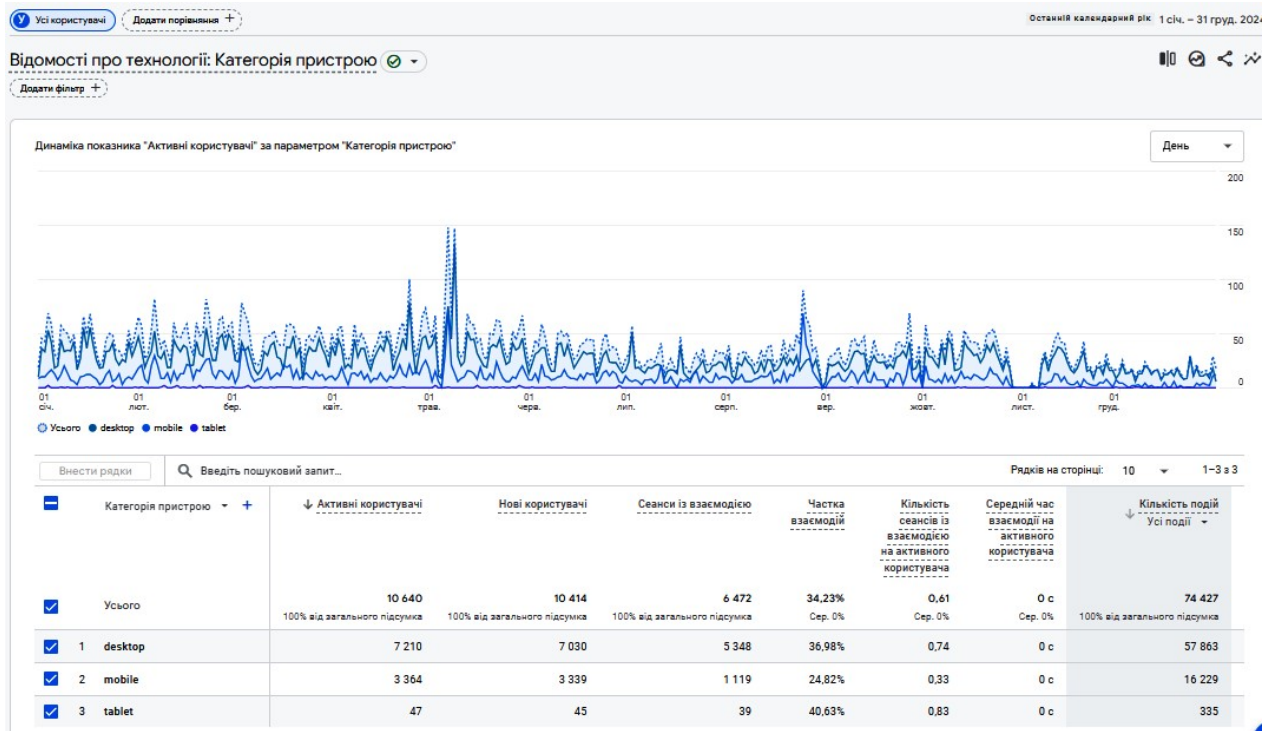 У Усі користувачі Додати порівняння + Останній календарний рік 1 січ. – 31 груд. 2024
Відомості про технології: Категорія пристрою
Додати фільтр +
Динаміка показника "Активні користувачі" за параметром "Категорія пристрою" День
200
150
100
50
0
01 01 01 01 01 01 01 01 01 01 01 01
січ. лют. бер. квіт. трав. черв. лип. серп. вер. жовт. лист. груд.
Усього desktop mobile tablet
Внести рядки Введіть пошуковий запит... Рядків на сторінці: 10 1–3 з 3
Категорія пристрою + ↓ Активні користувачі Нові користувачі Сеанси із взаємодією Частка Кількість Середній час ↓ Кількість подій
взаємодій сеансів із взаємодії на Усі події
взаємодією активного
на активного користувача
користувача
Усього 10 640 10 414 6 472 34,23% 0,61 0 с 74 427
100% від загального підсумка 100% від загального підсумка 100% від загального підсумка Сер. 0% Сер. 0% Сер. 0% 100% від загального підсумка
1 desktop 7 210 7 030 5 348 36,98% 0,74 0 с 57 863
2 mobile 3 364 3 339 1 119 24,82% 0,33 0 с 16 229
3 tablet 47 45 39 40,63% 0,83 0 с 335